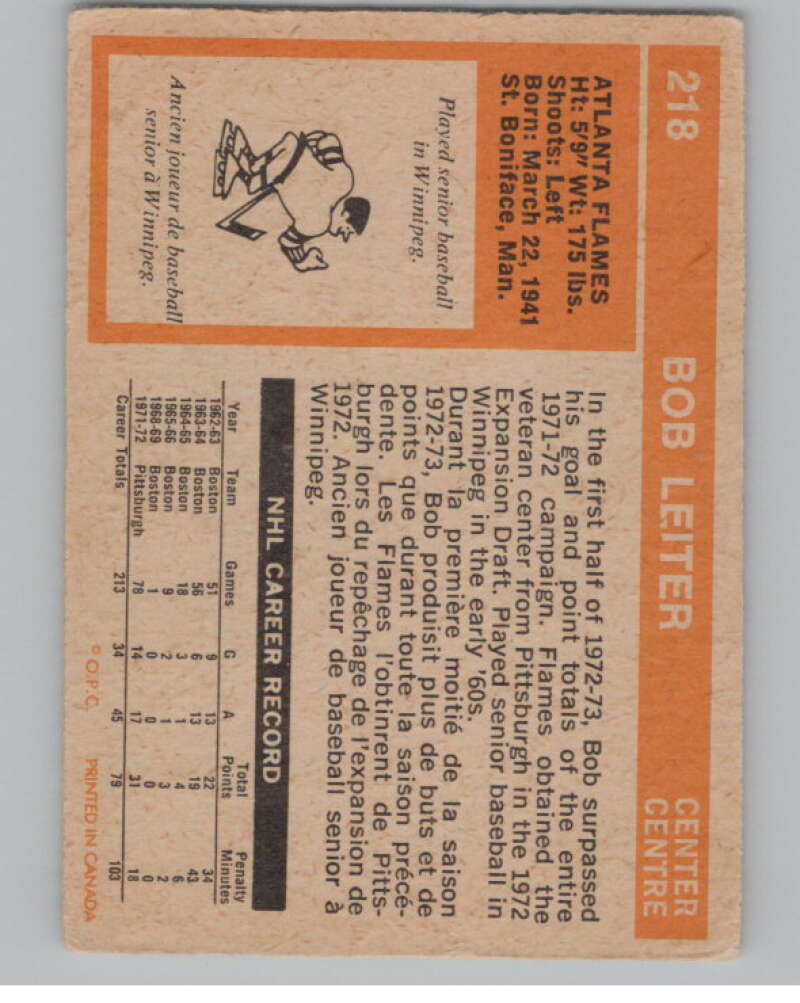 218 BOB LEITER CENTER
CENTRE
ATLANTA FLAMES
Ht: 5'9" Wt: 175 lbs.
Shoots: Left
Born: March 22, 1941
St. Boniface, Man.
Played senior baseball
in Winnipeg.
Ancien joueur de baseball
senior à Winnipeg.
In the first half of 1972-73, Bob surpassed
his goal and point totals of the entire
1971-72 campaign. Flames obtained the
veteran center from Pittsburgh in the 1972
Expansion Draft. Played senior baseball in
Winnipeg in the early '60s.
Durant la première moitié de la saison
1972-73, Bob produisit plus de buts et de
points que durant toute la saison précé-
dente. Les Flames l'obtinrent de Pitts-
burgh lors du repêchage de l'expansion de
1972. Ancien joueur de baseball senior à
Winnipeg.
NHL CAREER RECORD
Year Team Games G A Total Points Penalty Minutes
1962-63 Boston 51 9 13 22 34
1963-64 Boston 56 6 13 19 43
1964-65 Boston 18 3 1 4 6
1965-66 Boston 9 2 1 3 2
1968-69 Boston 1 0 0 0 0
1971-72 Pittsburgh 78 14 17 31 18
Career Totals 213 34 45 79 103
© O.P.C. PRINTED IN CANADA